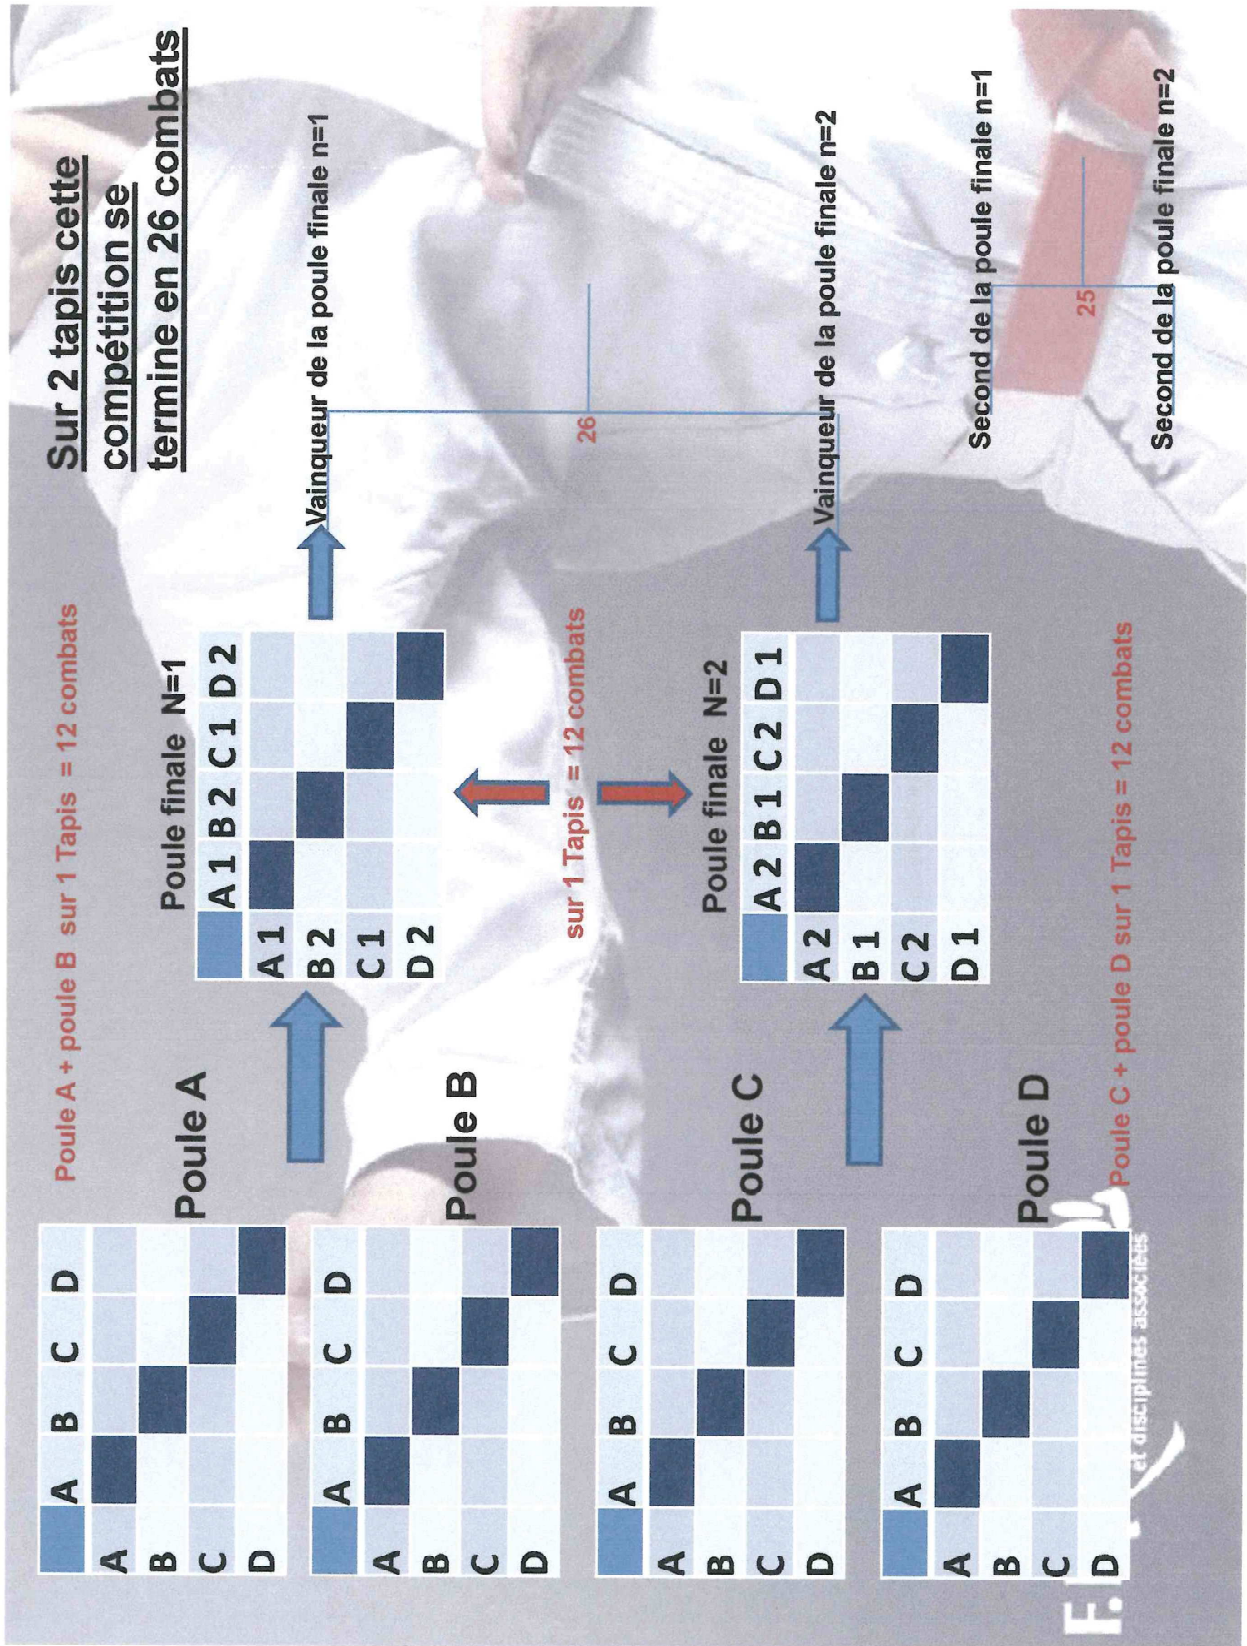 Sur 2 tapis cette
compétition se
termine en 26 combats
Poule A + poule B sur 1 Tapis = 12 combats
A B C D
A
B
C
D
Poule A
A B C D
A
B
C
D
Poule B
A B C D
A
B
C
D
Poule C
A B C D
A
B
C
D
Poule D
Poule C + poule D sur 1 Tapis = 12 combats
Poule finale N=1
A 1 B 2 C 1 D 2
A 1
B 2
C 1
D 2
sur 1 Tapis = 12 combats
Poule finale N=2
A 2 B 1 C 2 D 1
A 2
B 1
C 2
D 1
Vainqueur de la poule finale n=1
26
Vainqueur de la poule finale n=2
Second de la poule finale n=1
25
Second de la poule finale n=2
et disciplines associées